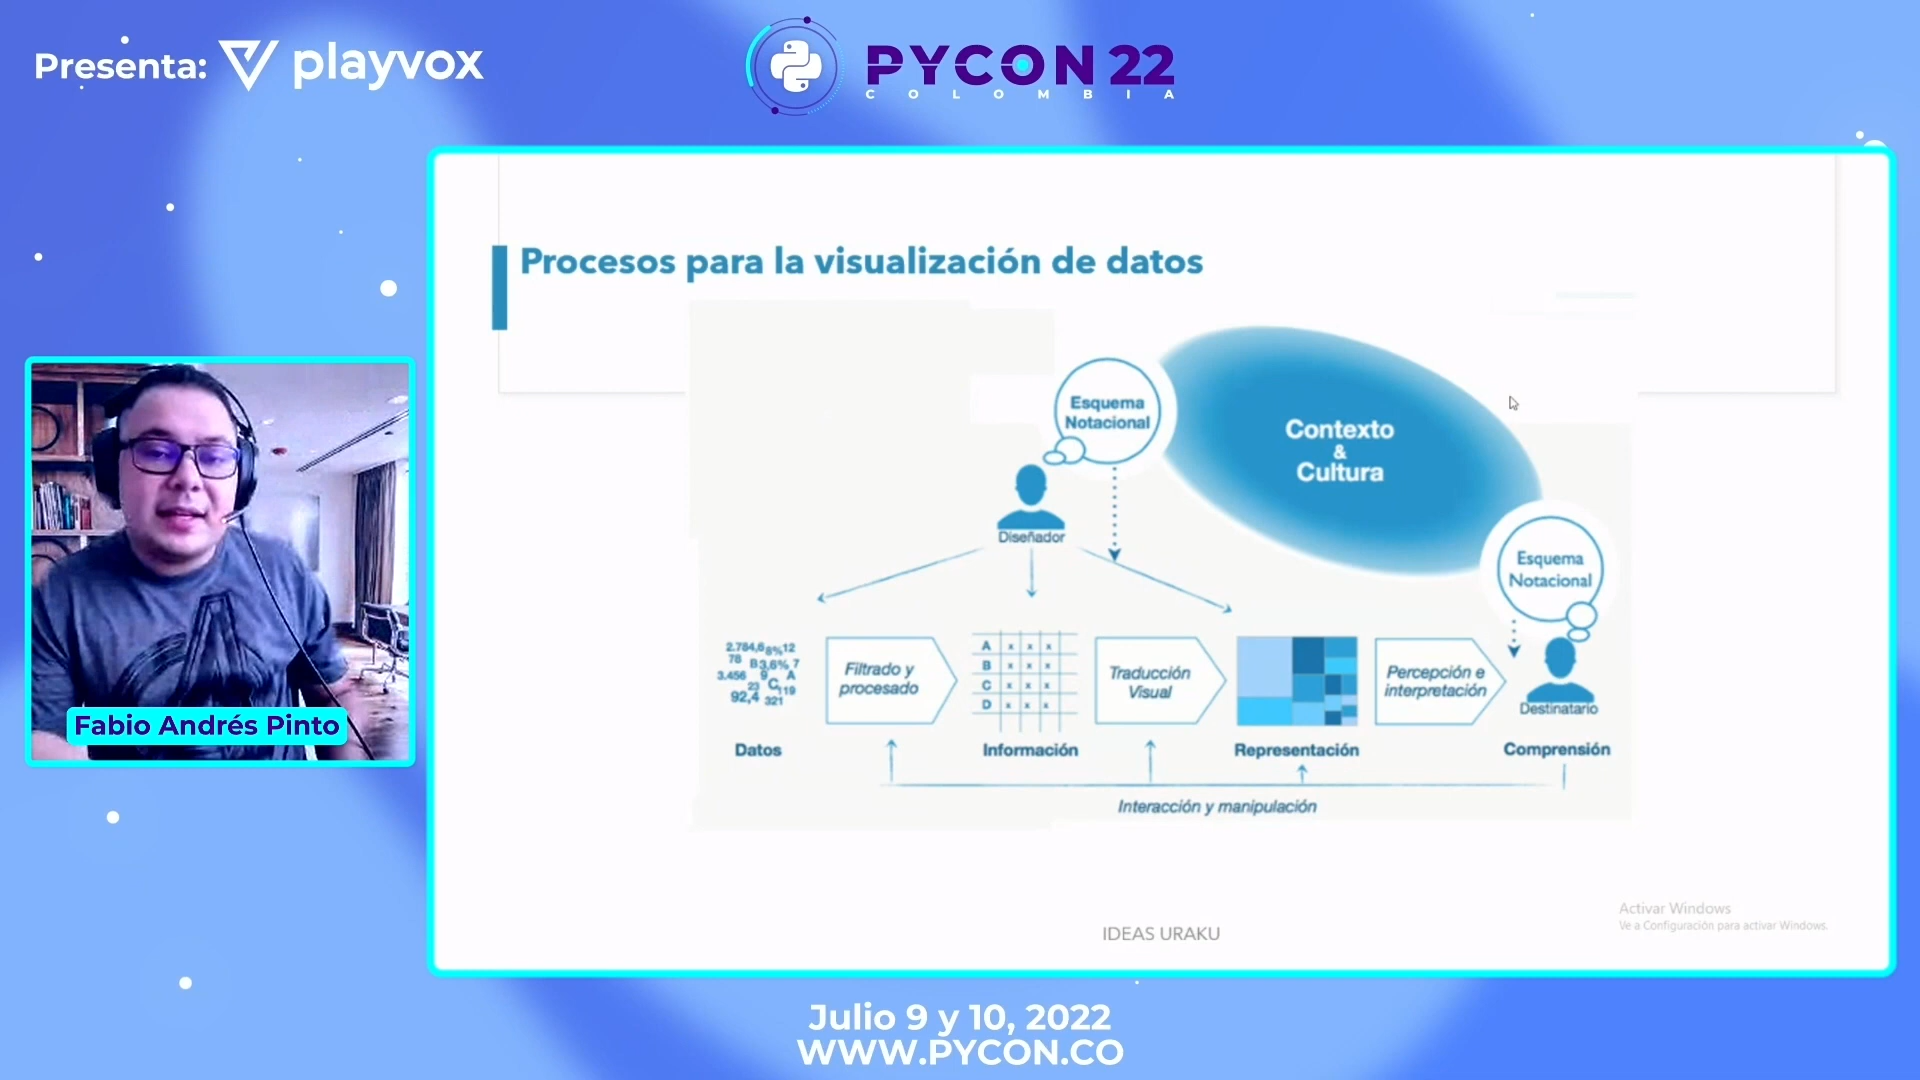 Presenta: playvox
PYCON 22
COLOMBIA
Procesos para la visualización de datos
Esquema
Notacional
Contexto
&
Cultura
Diseñador
Esquema
Notacional
2.784,6 8%12
78 B3,6% 7
3.456 9 A
23 C 119
92,4 321
Filtrado y
procesado
A x x x
B x x x
C x x x
D x x x
Traducción
Visual
Percepción e
interpretación
Destinatario
Datos
Información
Representación
Comprensión
Interacción y manipulación
Fabio Andrés Pinto
IDEAS URAKU
Activar Windows
Ve a Configuración para activar Windows.
Julio 9 y 10, 2022
WWW.PYCON.CO